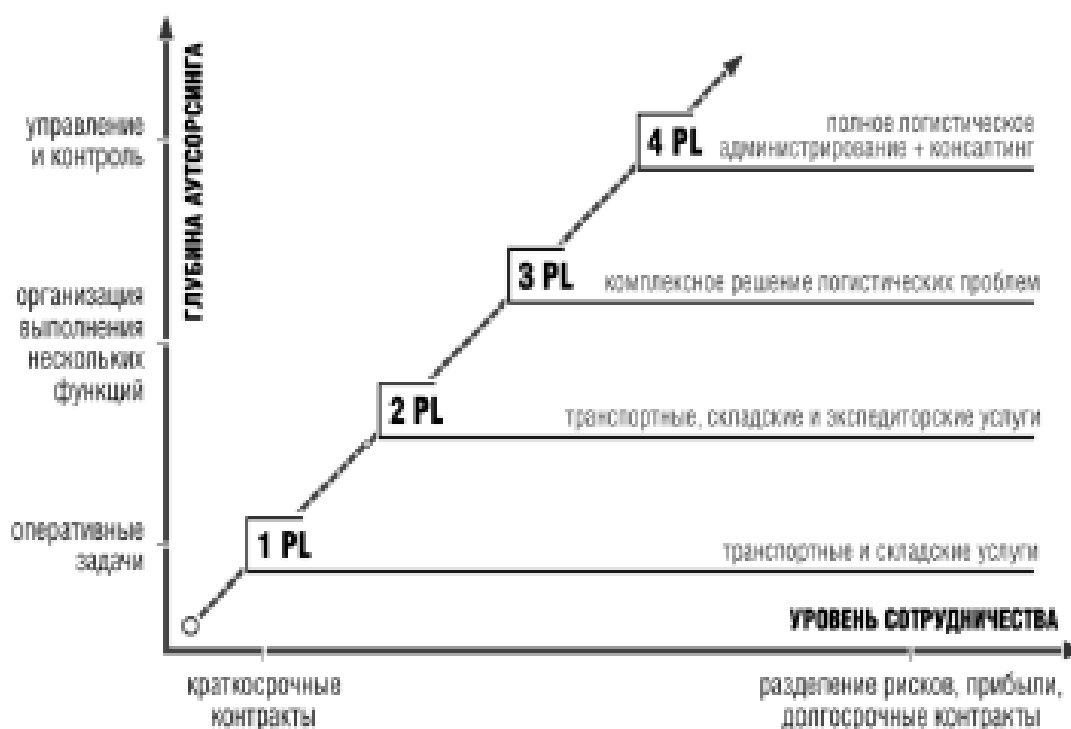 ГЛУБИНА АУТСОРСИНГА
управление
и контроль
4 PL
полное логистическое
администрирование + консалтинг
организация
выполнения
нескольких
функций
3 PL
комплексное решение логистических проблем
2 PL
транспортные, складские и экспедиторские услуги
оперативные
задачи
1 PL
транспортные и складские услуги
УРОВЕНЬ СОТРУДНИЧЕСТВА
краткосрочные
контракты
разделение рисков, прибыли,
долгосрочные контракты